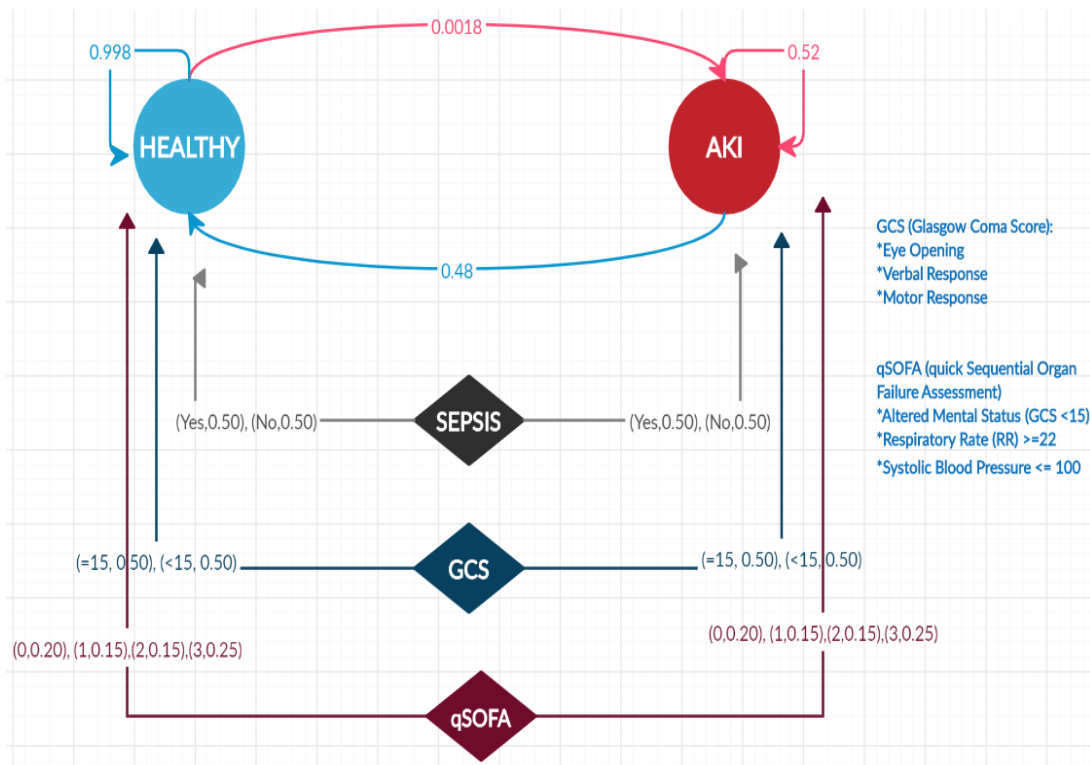 0.0018
0.998
0.52
HEALTHY
AKI
0.48
GCS (Glasgow Coma Score):
*Eye Opening
*Verbal Response
*Motor Response
qSOFA (quick Sequential Organ
Failure Assessment)
*Altered Mental Status (GCS <15)
*Respiratory Rate (RR) >=22
*Systolic Blood Pressure <= 100
(Yes,0.50), (No,0.50)
SEPSIS
(Yes,0.50), (No,0.50)
(=15, 0.50), (<15, 0.50)
GCS
(=15, 0.50), (<15, 0.50)
(0,0.20), (1,0.15),(2,0.15),(3,0.25)
(0,0.20), (1,0.15),(2,0.15),(3,0.25)
qSOFA